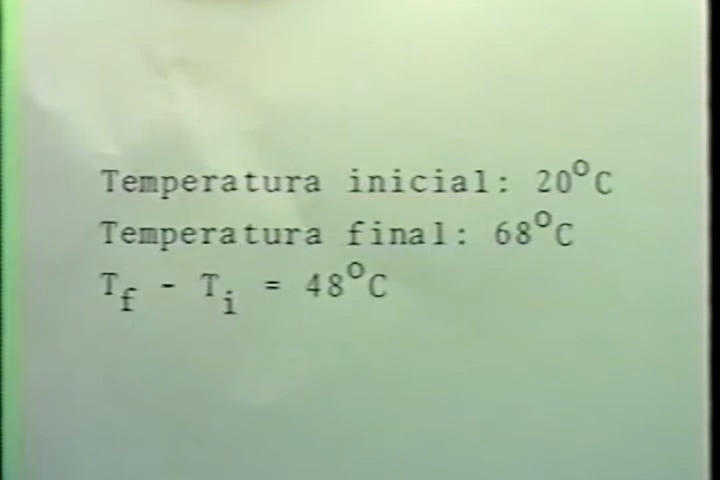 Temperatura inicial: 20°C
Temperatura final: 68°C
Tf - Ti = 48°C